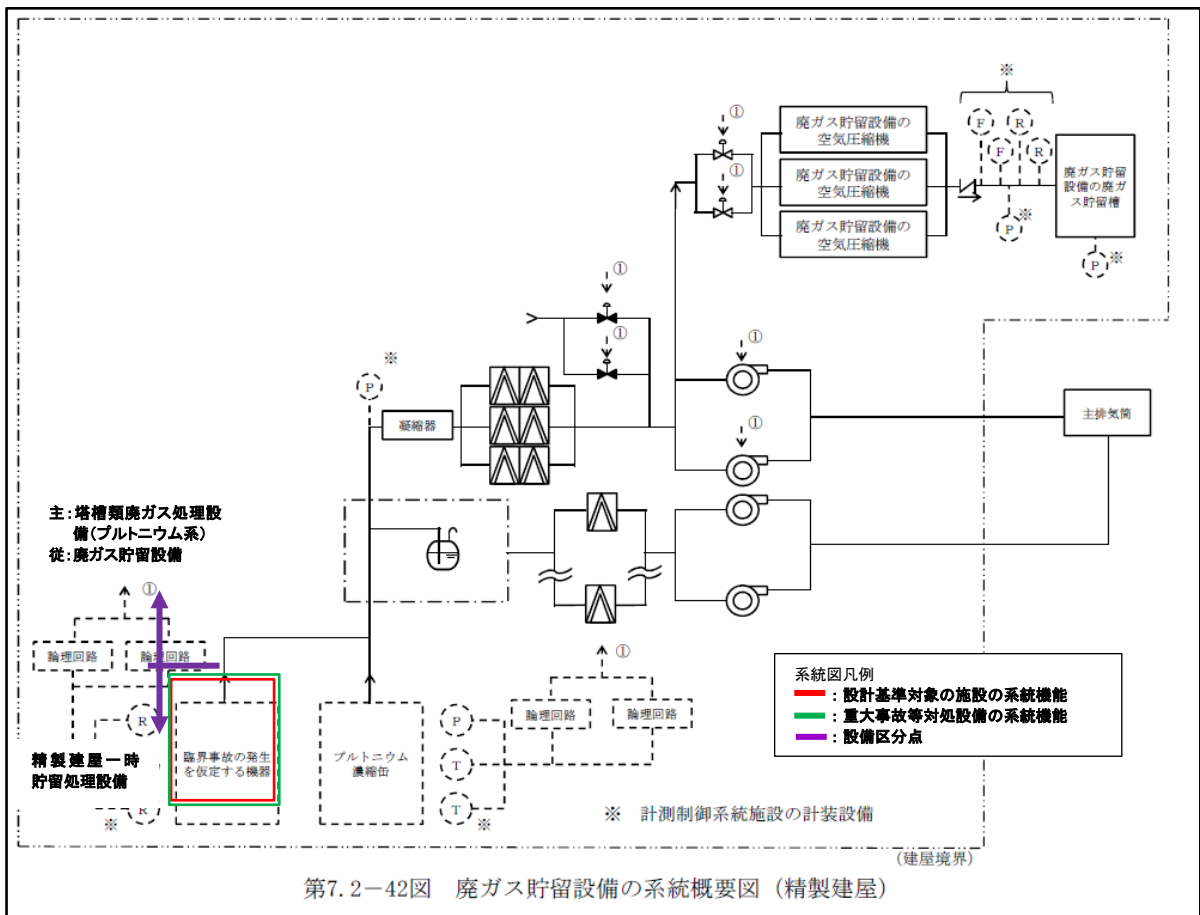 ※
①
F
R
F
R
廃ガス貯留設備の
空気圧縮機
①
廃ガス貯留設備の
空気圧縮機
廃ガス貯留設備の
空気圧縮機
廃ガス貯留
設備の廃ガ
ス貯留槽
P
※
P
※
①
①
※
P
①
凝縮器
主排気筒
①
主:塔槽類廃ガス処理設
備(プルトニウム系)
従:廃ガス貯留設備
①
論理回路
論理回路
①
系統図凡例
:設計基準対象の施設の系統機能
:重大事故等対処設備の系統機能
:設備区分点
R
臨界事故の発生
を仮定する機器
プルトニウム
濃縮缶
P
論理回路
論理回路
T
T
※
精製建屋一時
貯留処理設備
R
※
※ 計測制御系統施設の計装設備
(建屋境界)
第7.2-42図 廃ガス貯留設備の系統概要図(精製建屋)